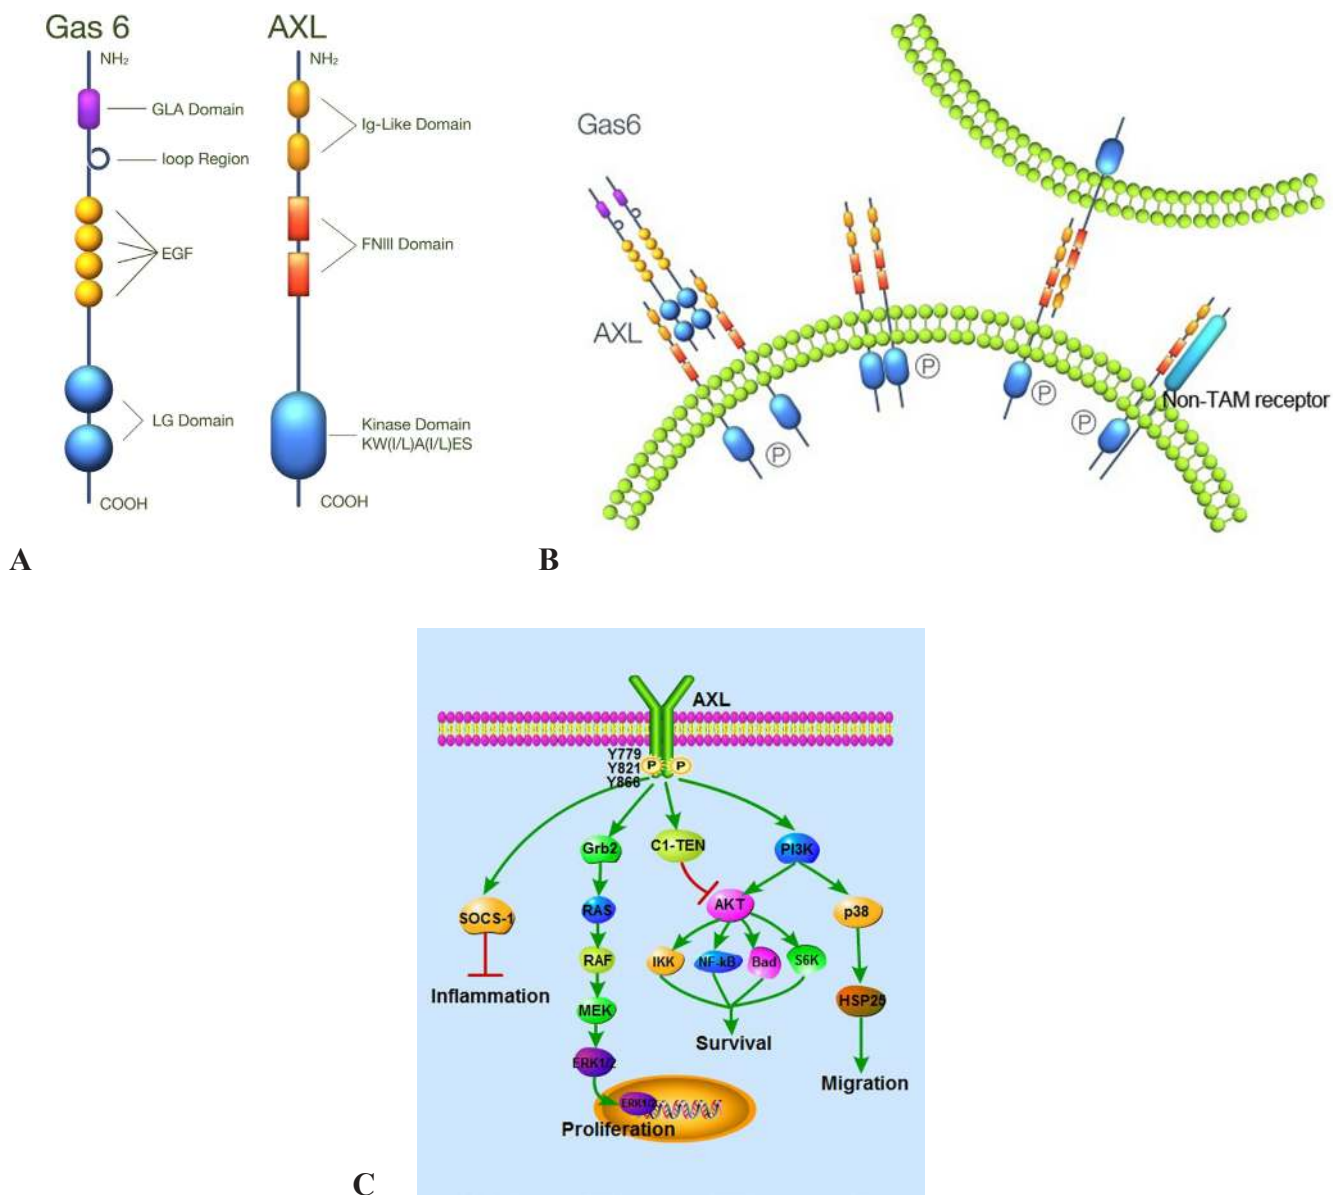 Gas 6
NH₂
GLA Domain
loop Region
EGF
LG Domain
COOH
AXL
NH₂
Ig-Like Domain
FNIII Domain
Kinase Domain
KW(I/L)A(I/L)ES
COOH
A
Gas6
AXL
P
P
P
P
Non-TAM receptor
B
AXL
Y779
Y821
Y866
P P
Grb2
C1-TEN
PI3K
SOCS-1
RAS
AKT
p38
RAF
IKK
NF-kB
Bad
S6K
Inflammation
MEK
HSP25
Survival
ERK1/2
Migration
ERK1/2
Proliferation
C